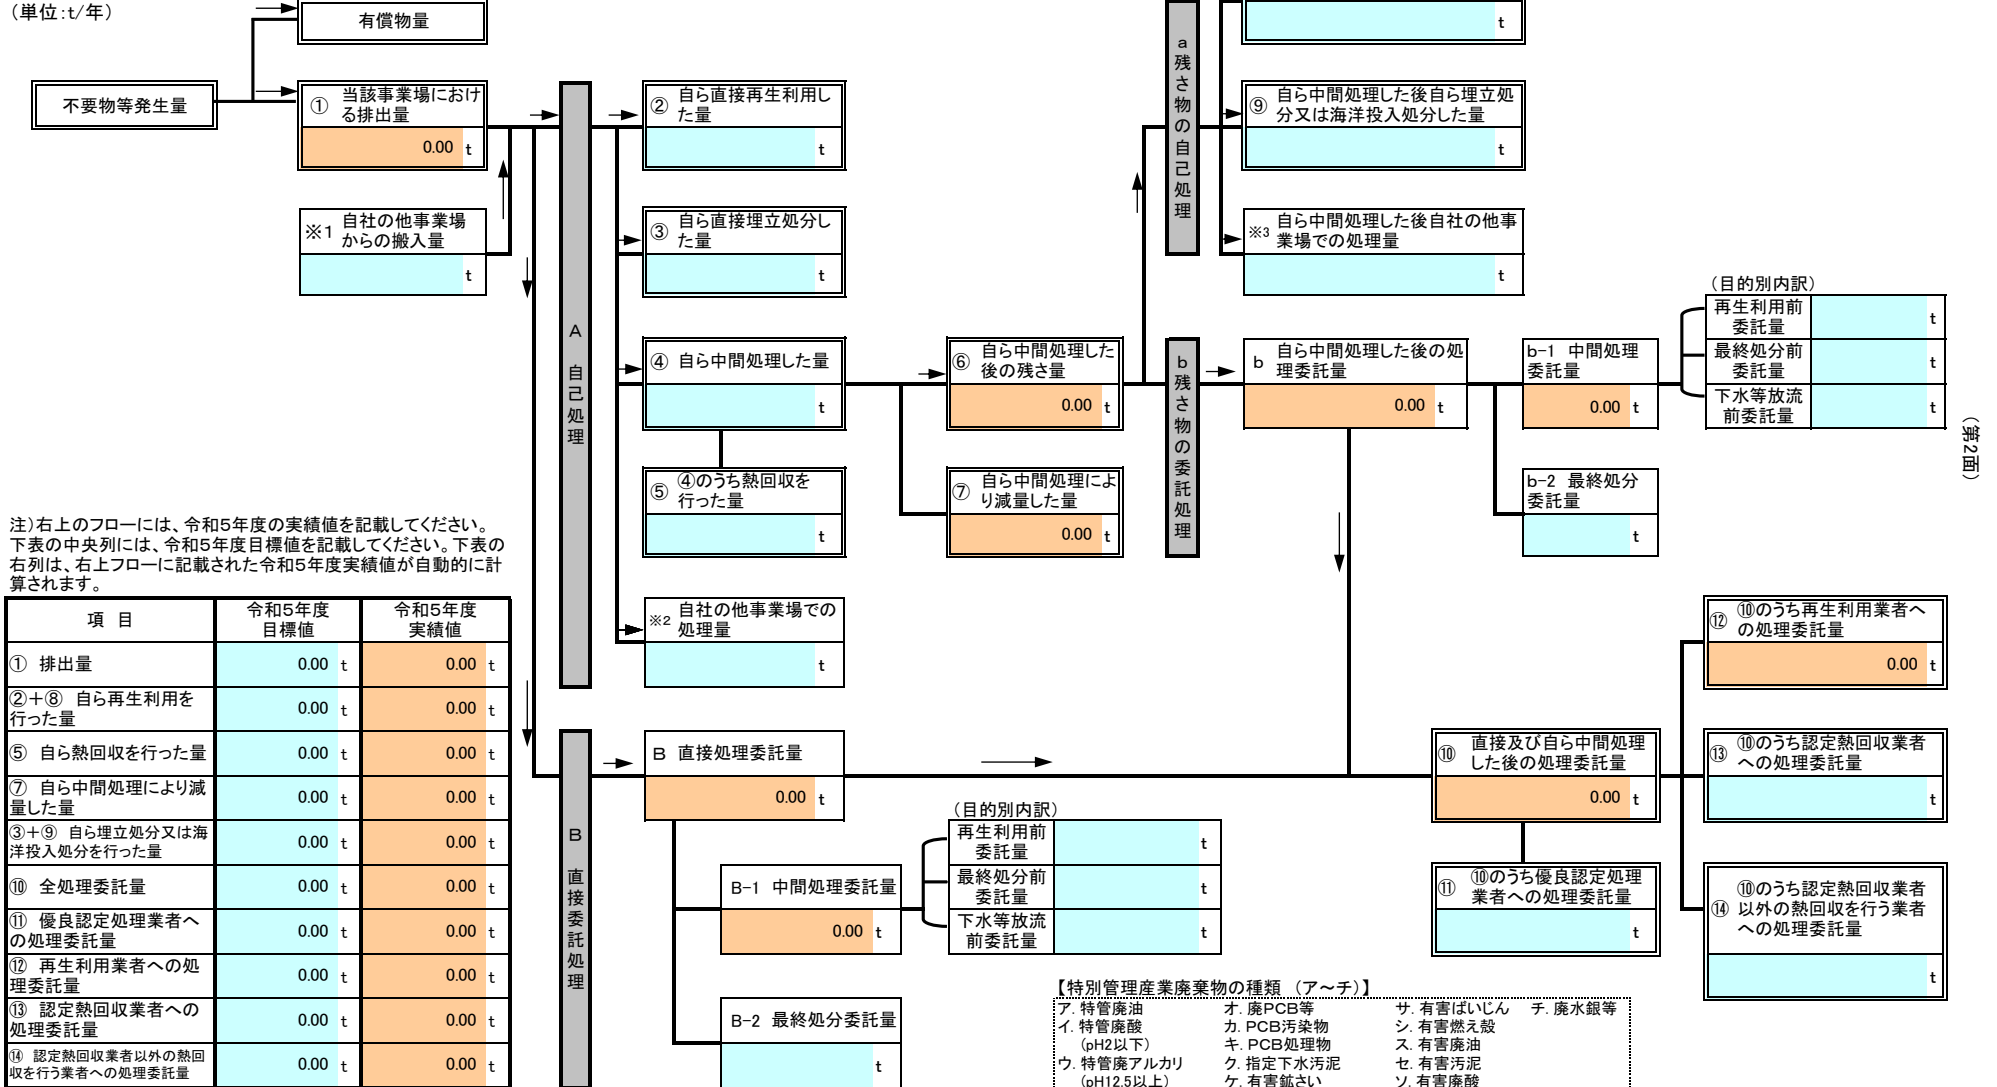 (単位:t/年)
有償物量
不要物等発生量
① 当該事業場におけ
る排出量
0.00 t
※1 自社の他事業場
からの搬入量
t
A 自己処理
② 自ら直接再生利用し
た量
t
③ 自ら直接埋立処分し
た量
t
④ 自ら中間処理した量
t
⑤ ④のうち熱回収を
行った量
t
※2 自社の他事業場での
処理量
t
⑥ 自ら中間処理した
後の残さ量
0.00 t
⑦ 自ら中間処理によ
り減量した量
0.00 t
a残さ物の自己処理
t
⑨ 自ら中間処理した後自ら埋立処
分又は海洋投入処分した量
t
※3 自ら中間処理した後自社の他事
業場での処理量
t
b残さ物の委託処理
b 自ら中間処理した後の処
理委託量
0.00 t
b-1 中間処理
委託量
0.00 t
b-2 最終処分
委託量
t
(目的別内訳)
再生利用前
委託量
t
最終処分前
委託量
t
下水等放流
前委託量
t
(第2面)
注)右上のフローには、令和5年度の実績値を記載してください。
下表の中央列には、令和5年度目標値を記載してください。下表の
右列は、右上フローに記載された令和5年度実績値が自動的に計
算されます。
項 目
令和5年度
目標値
令和5年度
実績値
① 排出量
0.00 t 0.00 t
②+⑧ 自ら再生利用を
行った量
0.00 t 0.00 t
⑤ 自ら熱回収を行った量
0.00 t 0.00 t
⑦ 自ら中間処理により減
量した量
0.00 t 0.00 t
③+⑨ 自ら埋立処分又は海
洋投入処分を行った量
0.00 t 0.00 t
⑩ 全処理委託量
0.00 t 0.00 t
⑪ 優良認定処理業者へ
の処理委託量
0.00 t 0.00 t
⑫ 再生利用業者への処
理委託量
0.00 t 0.00 t
⑬ 認定熱回収業者への
処理委託量
0.00 t 0.00 t
⑭ 認定熱回収業者以外の熱回
収を行う業者への処理委託量
0.00 t 0.00 t
B 直接委託処理
B 直接処理委託量
0.00 t
B-1 中間処理委託量
0.00 t
B-2 最終処分委託量
t
(目的別内訳)
再生利用前
委託量
t
最終処分前
委託量
t
下水等放流
前委託量
t
⑩ 直接及び自ら中間処理
した後の処理委託量
0.00 t
⑪ ⑩のうち優良認定処理
業者への処理委託量
t
⑫ ⑩のうち再生利用業者へ
の処理委託量
0.00 t
⑬ ⑩のうち認定熱回収業者
への処理委託量
t
⑭ ⑩のうち認定熱回収業者
以外の熱回収を行う業者
への処理委託量
t
【特別管理産業廃棄物の種類 (ア~チ)】
ア. 特管廃油 オ. 廃PCB等 サ. 有害ばいじん チ. 廃水銀等
イ. 特管廃酸 カ. PCB汚染物 シ. 有害燃え殻
(pH2以下) キ. PCB処理物 ス. 有害廃油
ウ. 特管廃アルカリ ク. 指定下水汚泥 セ. 有害汚泥
(pH12.5以上) ケ. 有害鉱さい ソ. 有害廃酸